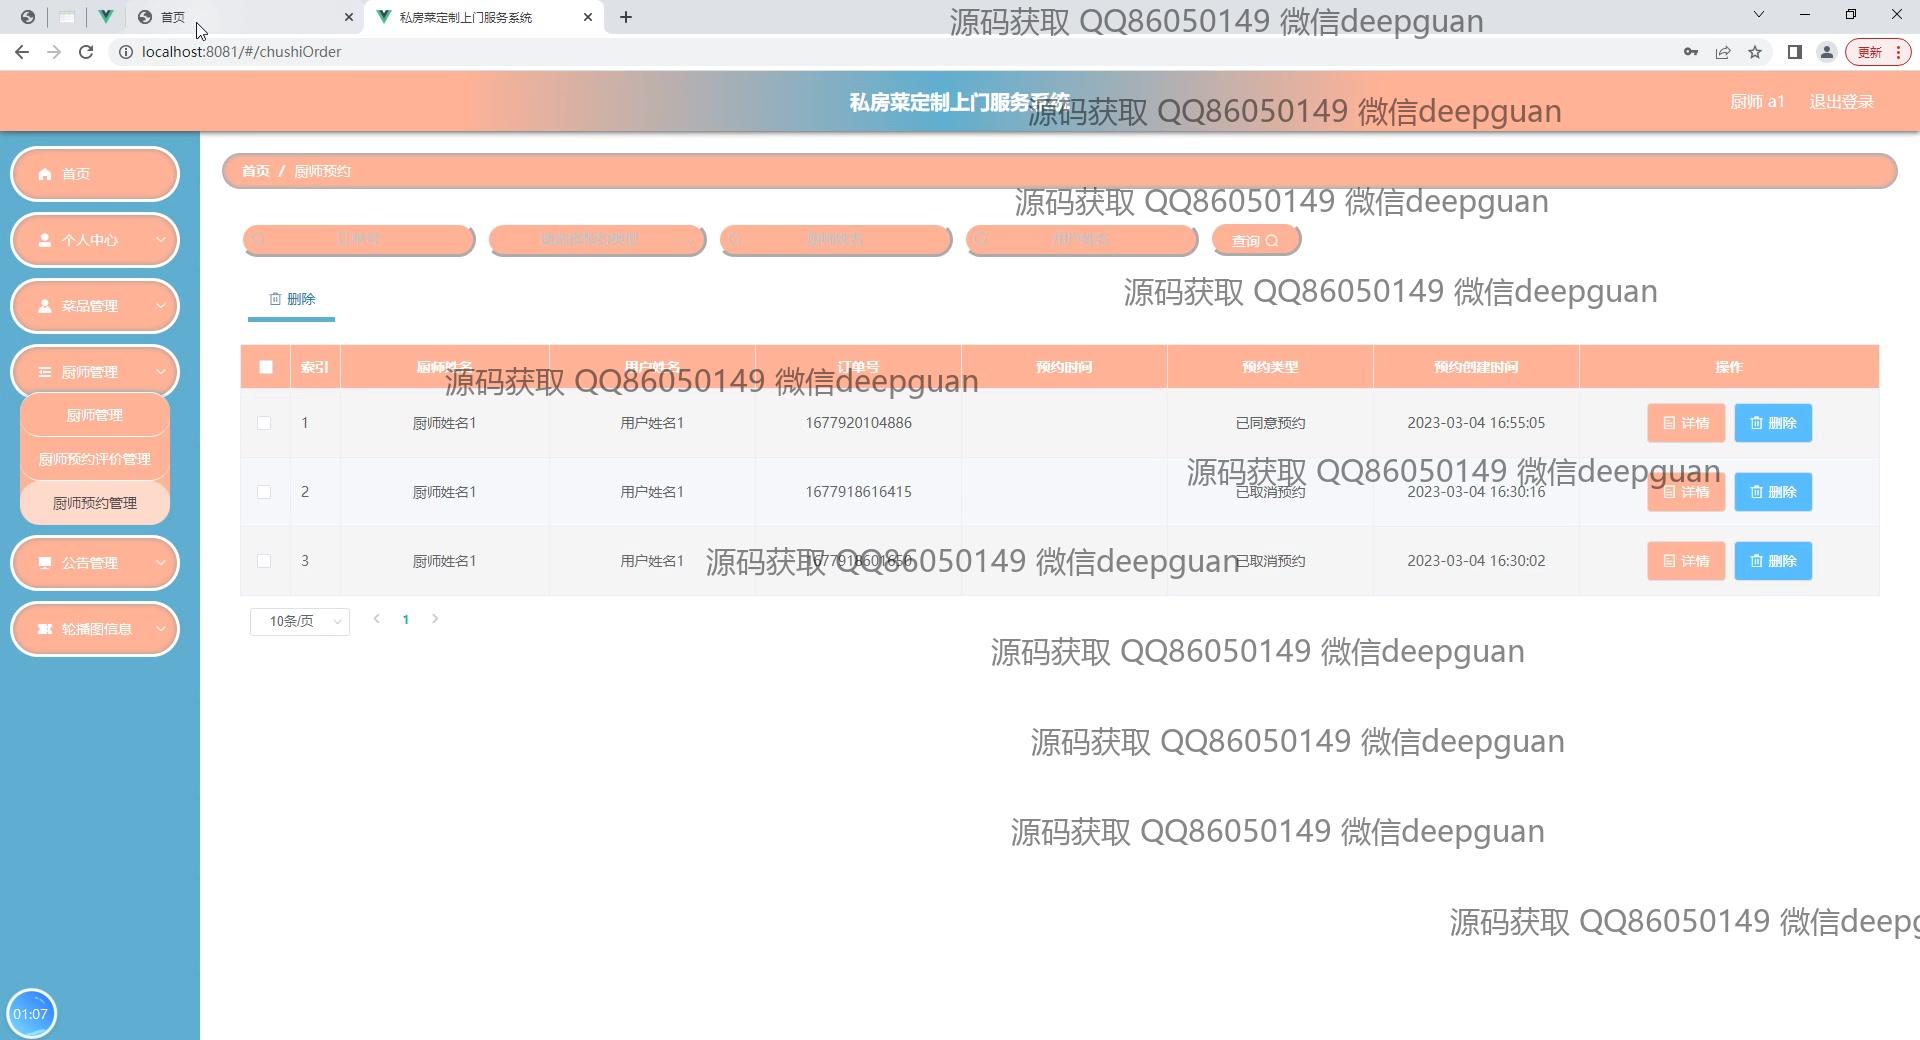 首页
私房菜定制上门服务系统
源码获取 QQ86050149 微信deepguan
localhost:8081/#/chushiOrder
更新
私房菜定制上门服务系统
源码获取 QQ86050149 微信deepguan
厨师 a1
退出登录
首页
首页 / 厨师预约
个人中心
源码获取 QQ86050149 微信deepguan
订单号
厨师姓名
用户姓名
查询
菜品管理
删除
源码获取 QQ86050149 微信deepguan
厨师管理
索引 厨师姓名 用户姓名 订单号 预约时间 预约类型 预约创建时间 操作
源码获取 QQ86050149 微信deepguan
厨师管理
1 厨师姓名1 用户姓名1 1677920104886 已同意预约 2023-03-04 16:55:05 详情 删除
厨师预约评价管理
源码获取 QQ86050149 微信deepguan
厨师预约管理
2 厨师姓名1 用户姓名1 1677918616415 已取消预约 2023-03-04 16:30:16 详情 删除
公告管理
3 厨师姓名1 用户姓名1 1677918601650 已取消预约 2023-03-04 16:30:02 详情 删除
源码获取 QQ86050149 微信deepguan
轮播图信息
10条/页
1
源码获取 QQ86050149 微信deepguan
源码获取 QQ86050149 微信deepguan
源码获取 QQ86050149 微信deepguan
源码获取 QQ86050149 微信deepg
01:07